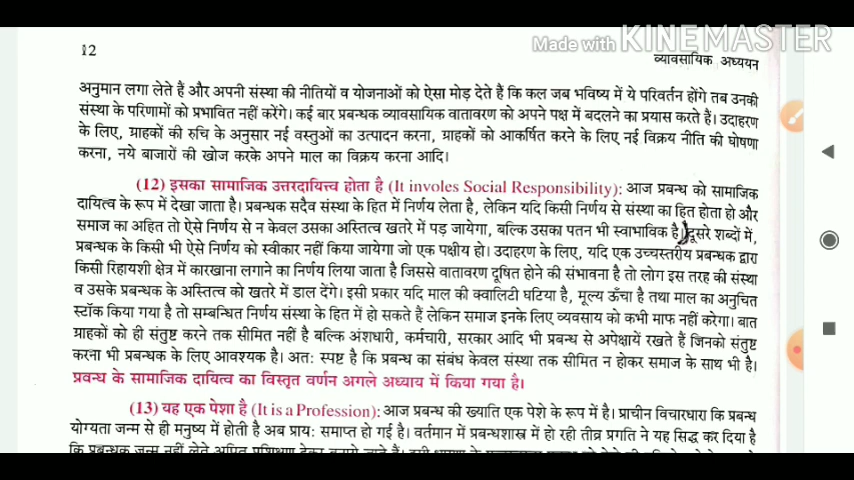 12
Made with KINEMASTER
व्यावसायिक अध्ययन
अनुमान लगा लेते हैं और अपनी संस्था की नीतियों व योजनाओं को ऐसा मोड़ देते हैं कि कल जब भविष्य में ये परिवर्तन होंगे तब उनकी
संस्था के परिणामों को प्रभावित नहीं करेंगे। कई बार प्रबन्धक व्यावसायिक वातावरण को अपने पक्ष में बदलने का प्रयास करते हैं। उदाहरण
के लिए, ग्राहकों की रुचि के अनुसार नई वस्तुओं का उत्पादन करना, ग्राहकों को आकर्षित करने के लिए नई विक्रय नीति की घोषणा
करना, नये बाजारों की खोज करके अपने माल का विक्रय करना आदि।
(12) इसका सामाजिक उत्तरदायित्व होता है (It involes Social Responsibility): आज प्रबन्ध को सामाजिक
दायित्व के रूप में देखा जाता है। प्रबन्धक सदैव संस्था के हित में निर्णय लेता है, लेकिन यदि किसी निर्णय से संस्था का हित होता हो और
समाज का अहित तो ऐसे निर्णय से न केवल उसका अस्तित्व खतरे में पड़ जायेगा, बल्कि उसका पतन भी स्वाभाविक है। दूसरे शब्दों में,
प्रबन्धक के किसी भी ऐसे निर्णय को स्वीकार नहीं किया जायेगा जो एक पक्षीय हो। उदाहरण के लिए, यदि एक उच्चस्तरीय प्रबन्धक द्वारा
किसी रिहायशी क्षेत्र में कारखाना लगाने का निर्णय लिया जाता है जिससे वातावरण दूषित होने की संभावना है तो लोग इस तरह की संस्था
व उसके प्रबन्धक के अस्तित्व को खतरे में डाल देंगे। इसी प्रकार यदि माल की क्वालिटी घटिया है, मूल्य ऊँचा है तथा माल का अनुचित
स्टॉक किया गया है तो सम्बन्धित निर्णय संस्था के हित में हो सकते हैं लेकिन समाज इनके लिए व्यवसाय को कभी माफ नहीं करेगा। बात
ग्राहकों को ही संतुष्ट करने तक सीमित नहीं है बल्कि अंशधारी, कर्मचारी, सरकार आदि भी प्रबन्ध से अपेक्षायें रखते हैं जिनको संतुष्ट
करना भी प्रबन्धक के लिए आवश्यक है। अतः स्पष्ट है कि प्रबन्ध का संबंध केवल संस्था तक सीमित न होकर समाज के साथ भी है।
प्रबन्ध के सामाजिक दायित्व का विस्तृत वर्णन अगले अध्याय में किया गया है।
(13) यह एक पेशा है (It is a Profession): आज प्रबन्ध की ख्याति एक पेशे के रूप में है। प्राचीन विचारधारा कि प्रबन्ध
योग्यता जन्म से ही मनुष्य में होती है अब प्रायः समाप्त हो गई है। वर्तमान में प्रबन्धशास्त्र में हो रही तीव्र प्रगति ने यह सिद्ध कर दिया है
कि प्रबन्धक जन्म नहीं लेते अपितु प्रशिक्षण देकर बनाये जाते हैं।